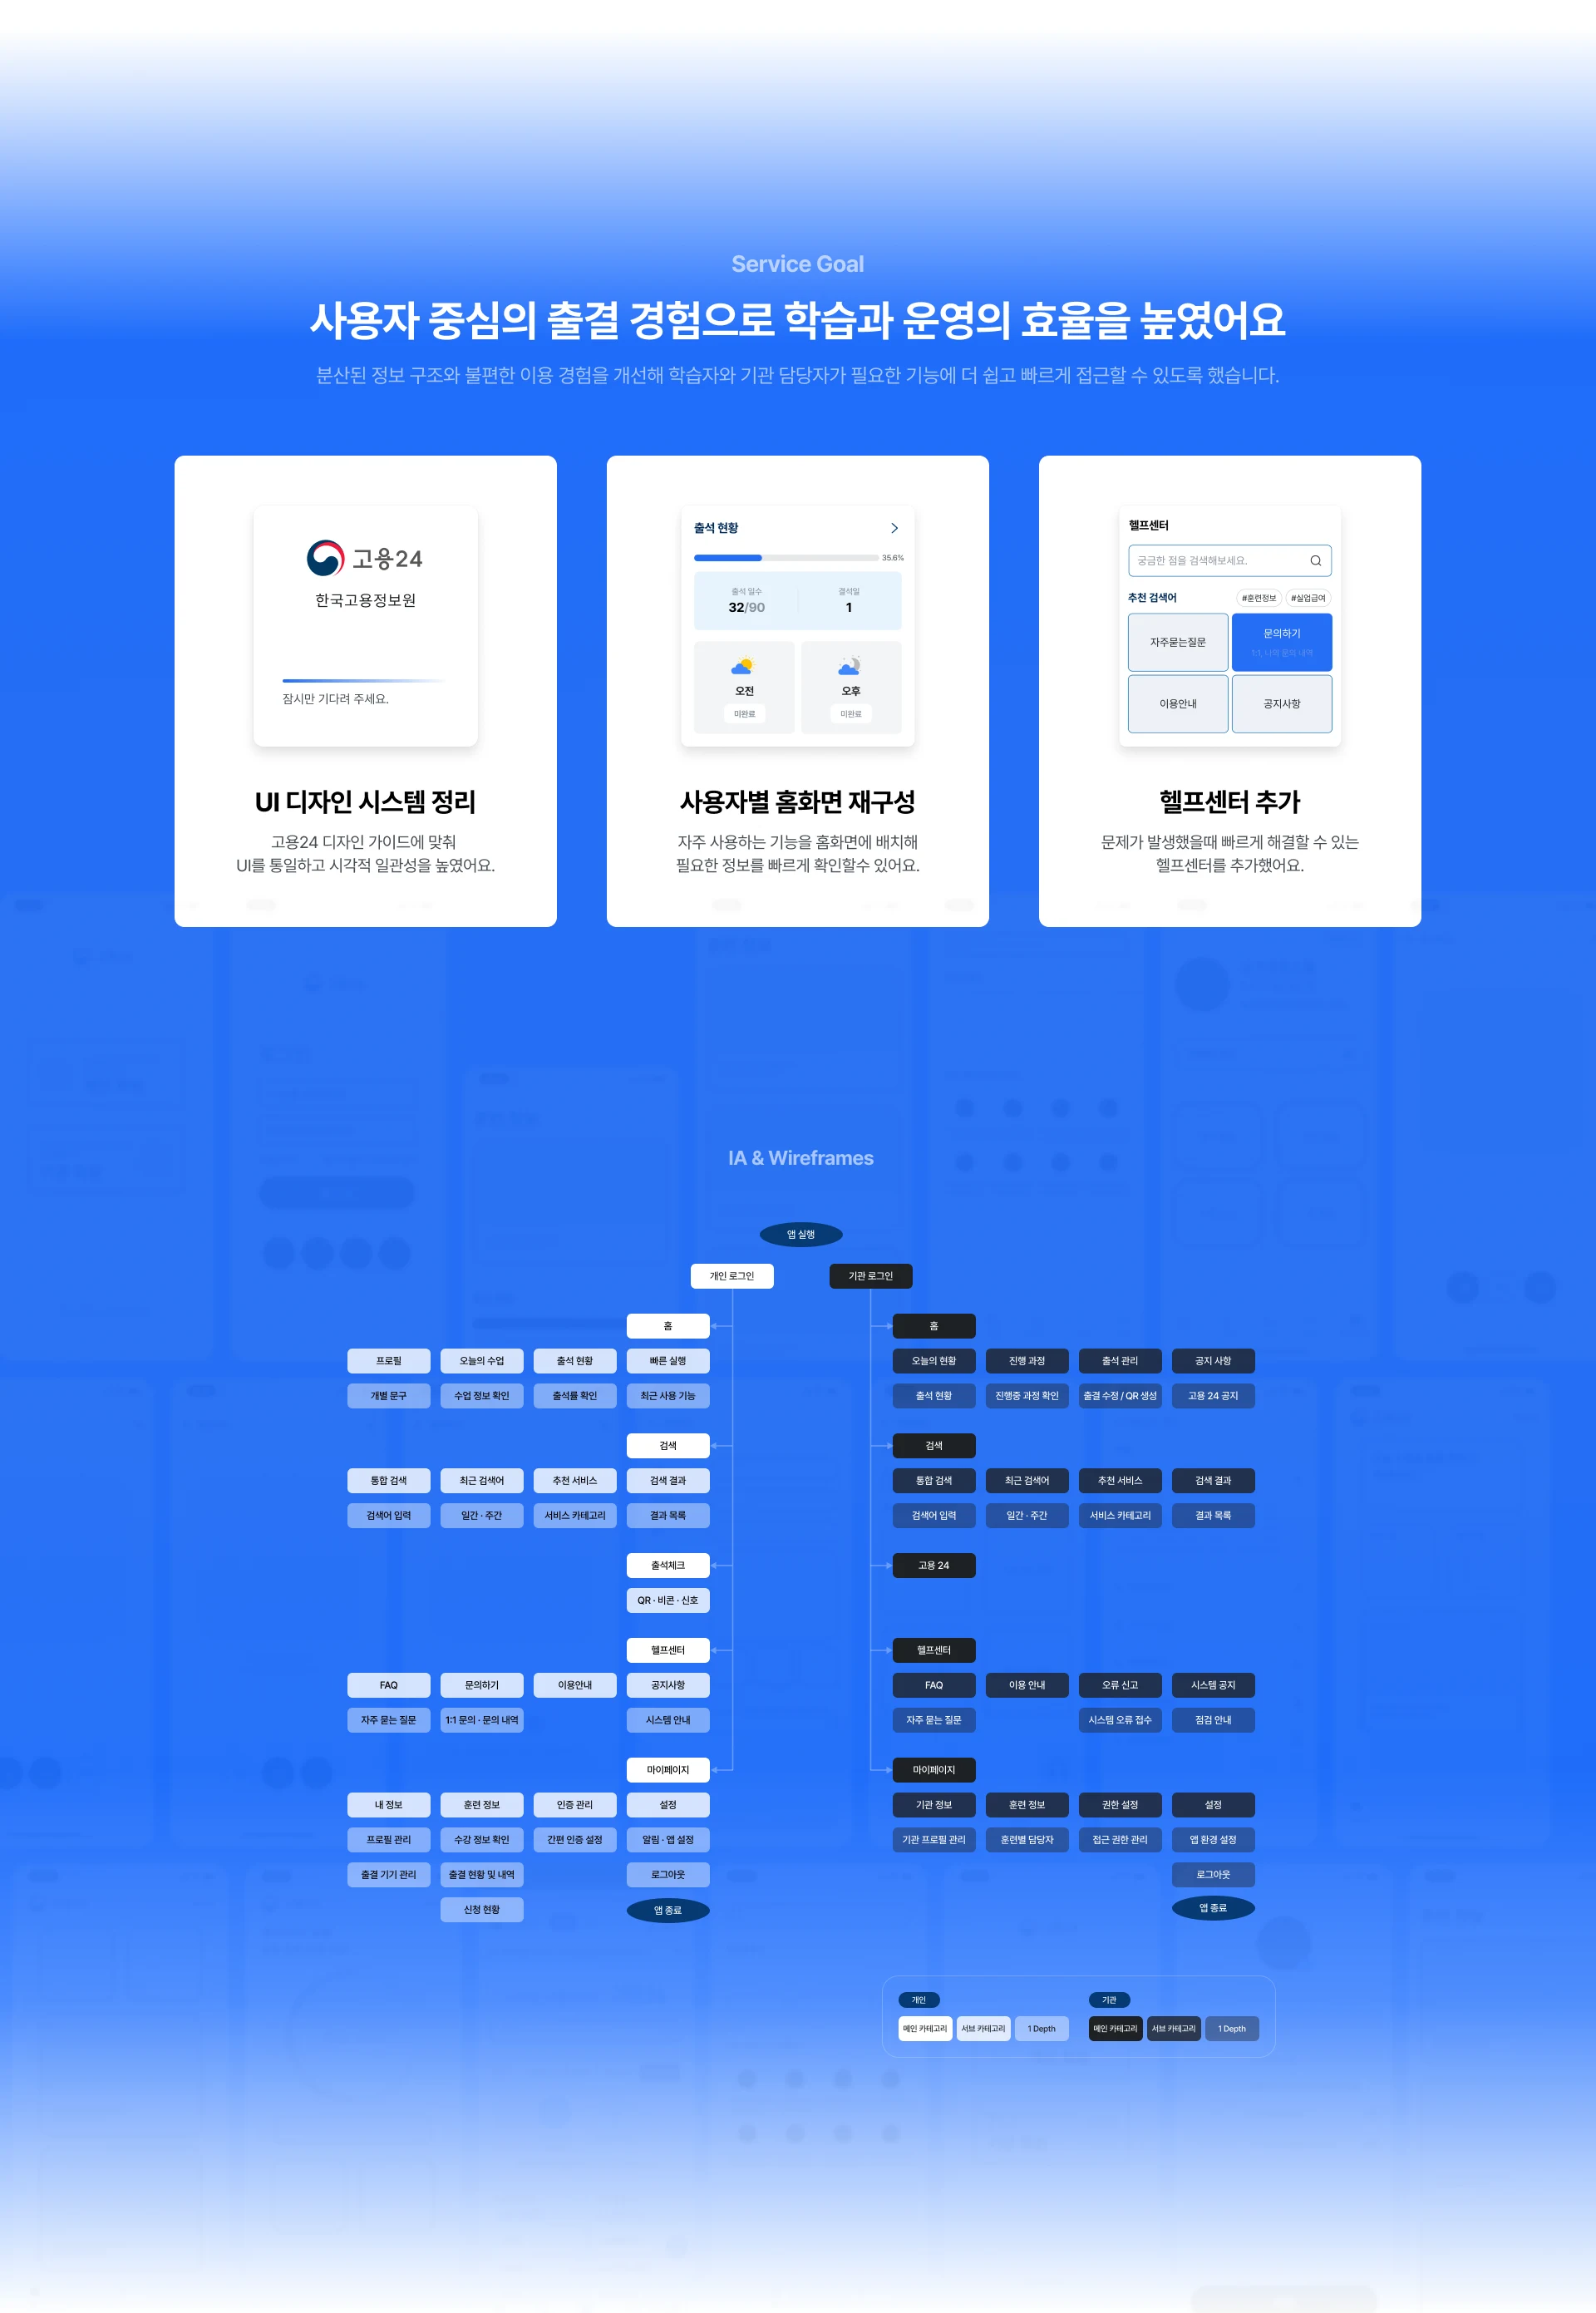 Service Goal
사용자 중심의 출결 경험으로 학습과 운영의 효율을 높였어요
분산된 정보 구조와 불편한 이용 경험을 개선해 학습자와 기관 담당자가 필요한 기능에 더 쉽고 빠르게 접근할 수 있도록 했습니다.
고용24
한국고용정보원
잠시만 기다려 주세요.
UI 디자인 시스템 정리
고용24 디자인 가이드에 맞춰
UI를 통일하고 시각적 일관성을 높였어요.
출석 현황
35.6%
출석 일수 결석일
32/90 1
오전 오후
미완료 미완료
사용자별 홈화면 재구성
자주 사용하는 기능을 홈화면에 배치해
필요한 정보를 빠르게 확인할수 있어요.
헬프센터
궁금한 점을 검색해보세요.
추천 검색어 #훈련정보 #실업급여
자주묻는질문 문의하기
1:1, 나의 문의 내역
이용안내 공지사항
헬프센터 추가
문제가 발생했을때 빠르게 해결할 수 있는
헬프센터를 추가했어요.
IA & Wireframes
앱 실행
개인 로그인 기관 로그인
홈 홈
프로필 오늘의 수업 출석 현황 빠른 실행 오늘의 현황 진행 과정 출석 관리 공지 사항
개별 문구 수업 정보 확인 출석률 확인 최근 사용 기능 출석 현황 진행중 과정 확인 출결 수정 / QR 생성 고용 24 공지
검색 검색
통합 검색 최근 검색어 추천 서비스 검색 결과 통합 검색 최근 검색어 추천 서비스 검색 결과
검색어 입력 일간 · 주간 서비스 카테고리 결과 목록 검색어 입력 일간 · 주간 서비스 카테고리 결과 목록
출석체크 고용 24
QR · 비콘 · 신호
헬프센터 헬프센터
FAQ 문의하기 이용안내 공지사항 FAQ 이용 안내 오류 신고 시스템 공지
자주 묻는 질문 1:1 문의 · 문의 내역 시스템 안내 자주 묻는 질문 시스템 오류 접수 점검 안내
마이페이지 마이페이지
내 정보 훈련 정보 인증 관리 설정 기관 정보 훈련 정보 권한 설정 설정
프로필 관리 수강 정보 확인 간편 인증 설정 알림 · 앱 설정 기관 프로필 관리 훈련별 담당자 접근 권한 관리 앱 환경 설정
출결 기기 관리 출결 현황 및 내역 로그아웃 로그아웃
신청 현황 앱 종료 앱 종료
개인 기관
메인 카테고리 서브 카테고리 1 Depth 메인 카테고리 서브 카테고리 1 Depth